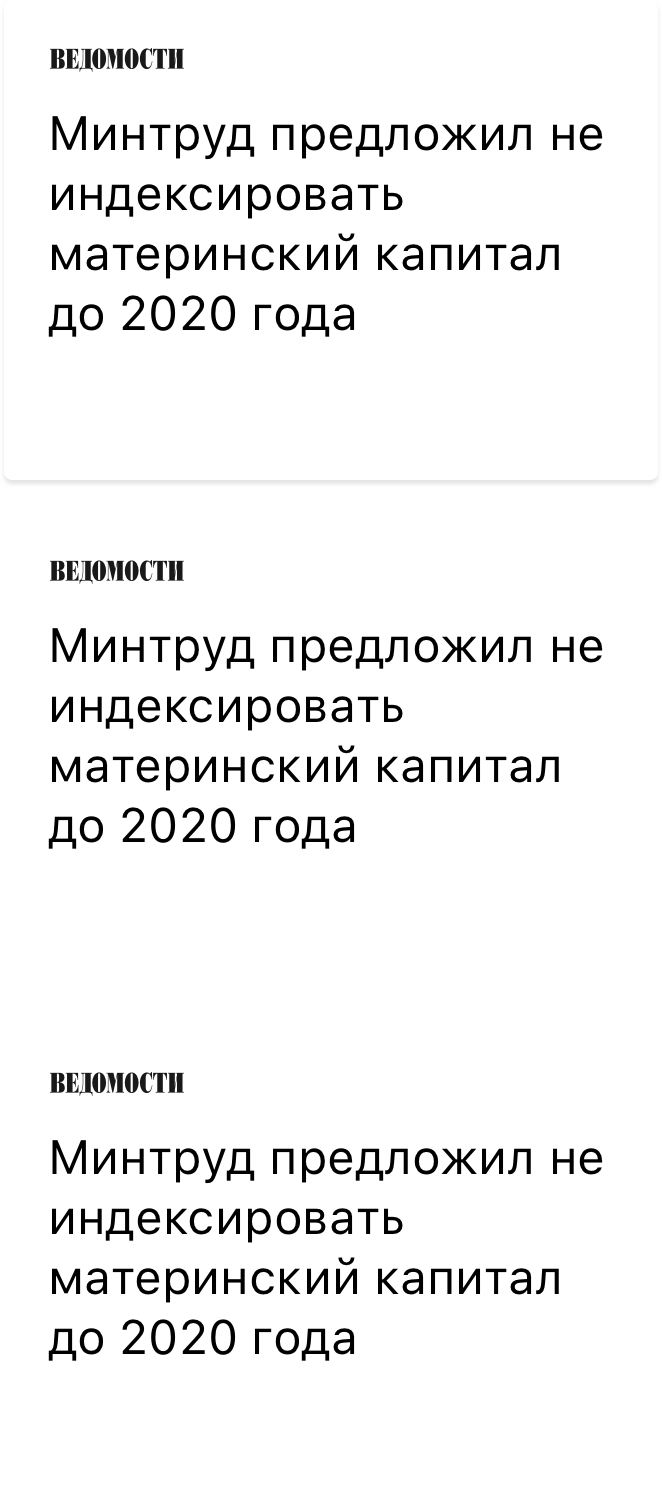 ВЕДОМОСТИ
Минтруд предложил не
индексировать
материнский капитал
до 2020 года
ВЕДОМОСТИ
Минтруд предложил не
индексировать
материнский капитал
до 2020 года
ВЕДОМОСТИ
Минтруд предложил не
индексировать
материнский капитал
до 2020 года